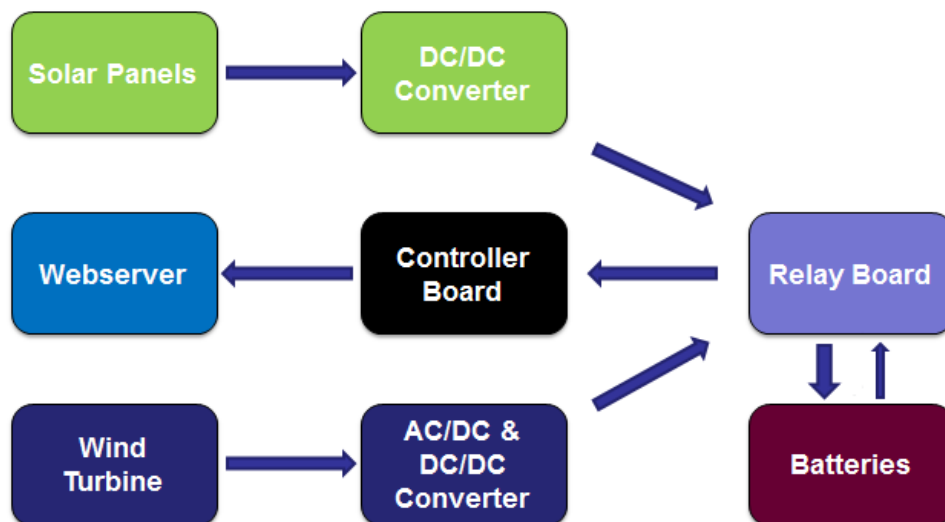 Solar Panels
DC/DC
Converter
Webserver
Controller
Board
Relay Board
Wind
Turbine
AC/DC &
DC/DC
Converter
Batteries